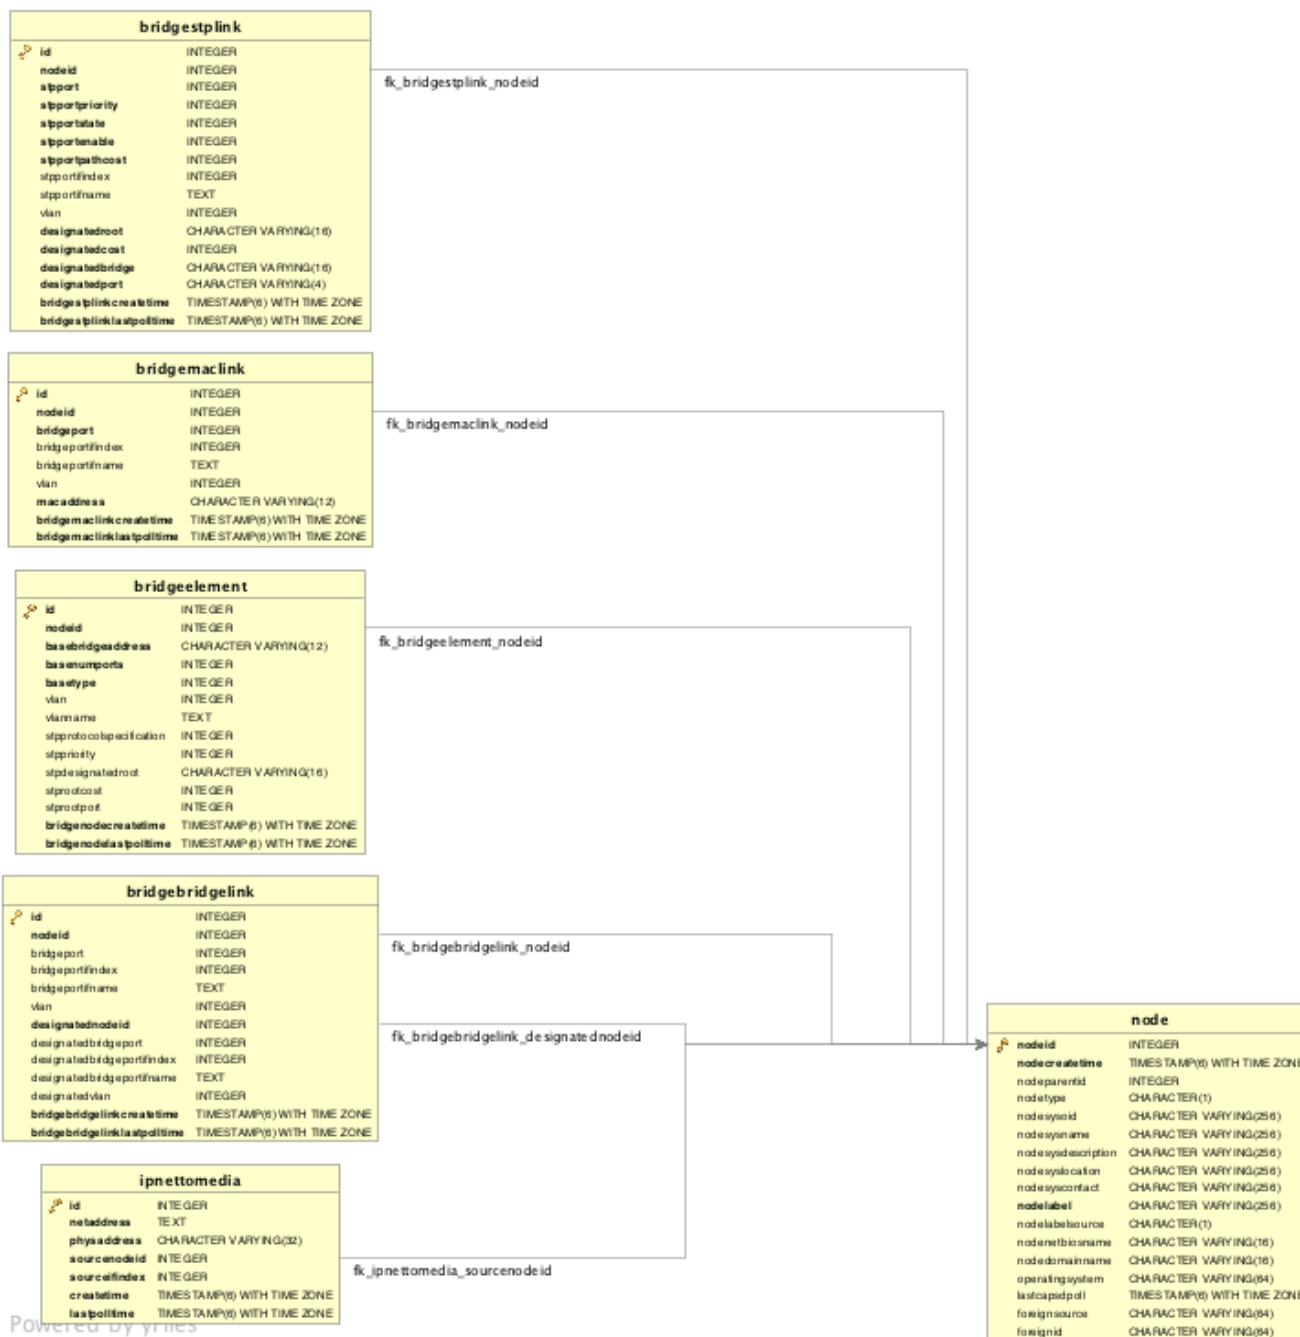 bridgestplink
id INTEGER
nodeid INTEGER
fk_bridgestplink_nodeid
stpport INTEGER
stpportpriority INTEGER
stpportstate INTEGER
stpportenable INTEGER
stpportpathcost INTEGER
stpportifindex INTEGER
stpportifname TEXT
vlan INTEGER
designatedroot CHARACTER VARYING(16)
designatedcost INTEGER
designatedbridge CHARACTER VARYING(16)
designatedport CHARACTER VARYING(4)
bridgestplinkcreatetime TIMESTAMP(6) WITH TIME ZONE
bridgestplinklastpolltime TIMESTAMP(6) WITH TIME ZONE
bridgemaclink
id INTEGER
nodeid INTEGER
fk_bridgemaclink_nodeid
bridgeport INTEGER
bridgeportifindex INTEGER
bridgeportifname TEXT
vlan INTEGER
macaddress CHARACTER VARYING(12)
bridgemaclinkcreatetime TIMESTAMP(6) WITH TIME ZONE
bridgemaclinklastpolltime TIMESTAMP(6) WITH TIME ZONE
bridgeelement
id INTEGER
nodeid INTEGER
fk_bridgeelement_nodeid
basebridgeaddress CHARACTER VARYING(12)
basenumports INTEGER
basetype INTEGER
vlan INTEGER
vlanname TEXT
stpprotocolspecification INTEGER
stppriority INTEGER
stpdesignatedroot CHARACTER VARYING(16)
stprootcost INTEGER
stprootport INTEGER
bridgenodecreatetime TIMESTAMP(6) WITH TIME ZONE
bridgenodelastpolltime TIMESTAMP(6) WITH TIME ZONE
bridgebridgelink
id INTEGER
nodeid INTEGER
fk_bridgebridgelink_nodeid
bridgeport INTEGER
bridgeportifindex INTEGER
bridgeportifname TEXT
vlan INTEGER
designatednodeid INTEGER
fk_bridgebridgelink_designatednodeid
designatedbridgeport INTEGER
designatedbridgeportifindex INTEGER
designatedbridgeportifname TEXT
designatedvlan INTEGER
bridgebridgelinkcreatetime TIMESTAMP(6) WITH TIME ZONE
bridgebridgelinklastpolltime TIMESTAMP(6) WITH TIME ZONE
ipnettomedia
id INTEGER
netaddress TEXT
physaddress CHARACTER VARYING(32)
sourcenodeid INTEGER
fk_ipnettomedia_sourcenodeid
sourceifindex INTEGER
createtime TIMESTAMP(6) WITH TIME ZONE
lastpolltime TIMESTAMP(6) WITH TIME ZONE
Powered by yFiles
node
nodeid INTEGER
nodecreatetime TIMESTAMP(6) WITH TIME ZONE
nodeparentid INTEGER
nodetype CHARACTER(1)
nodesysoid CHARACTER VARYING(256)
nodesysname CHARACTER VARYING(256)
nodesysdescription CHARACTER VARYING(256)
nodesyslocation CHARACTER VARYING(256)
nodesyscontact CHARACTER VARYING(256)
nodelabel CHARACTER VARYING(256)
nodelabelsource CHARACTER(1)
nodenetbiosname CHARACTER VARYING(16)
nodedomainname CHARACTER VARYING(16)
operatingsystem CHARACTER VARYING(64)
lastcapsdpoll TIMESTAMP(6) WITH TIME ZONE
foreignsource CHARACTER VARYING(64)
foreignid CHARACTER VARYING(64)